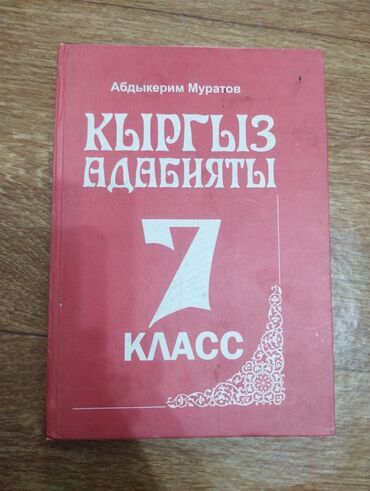 Абдыкерим Муратов
КЫРГЫЗ
АДАБИЯТЫ
7
КЛАСС